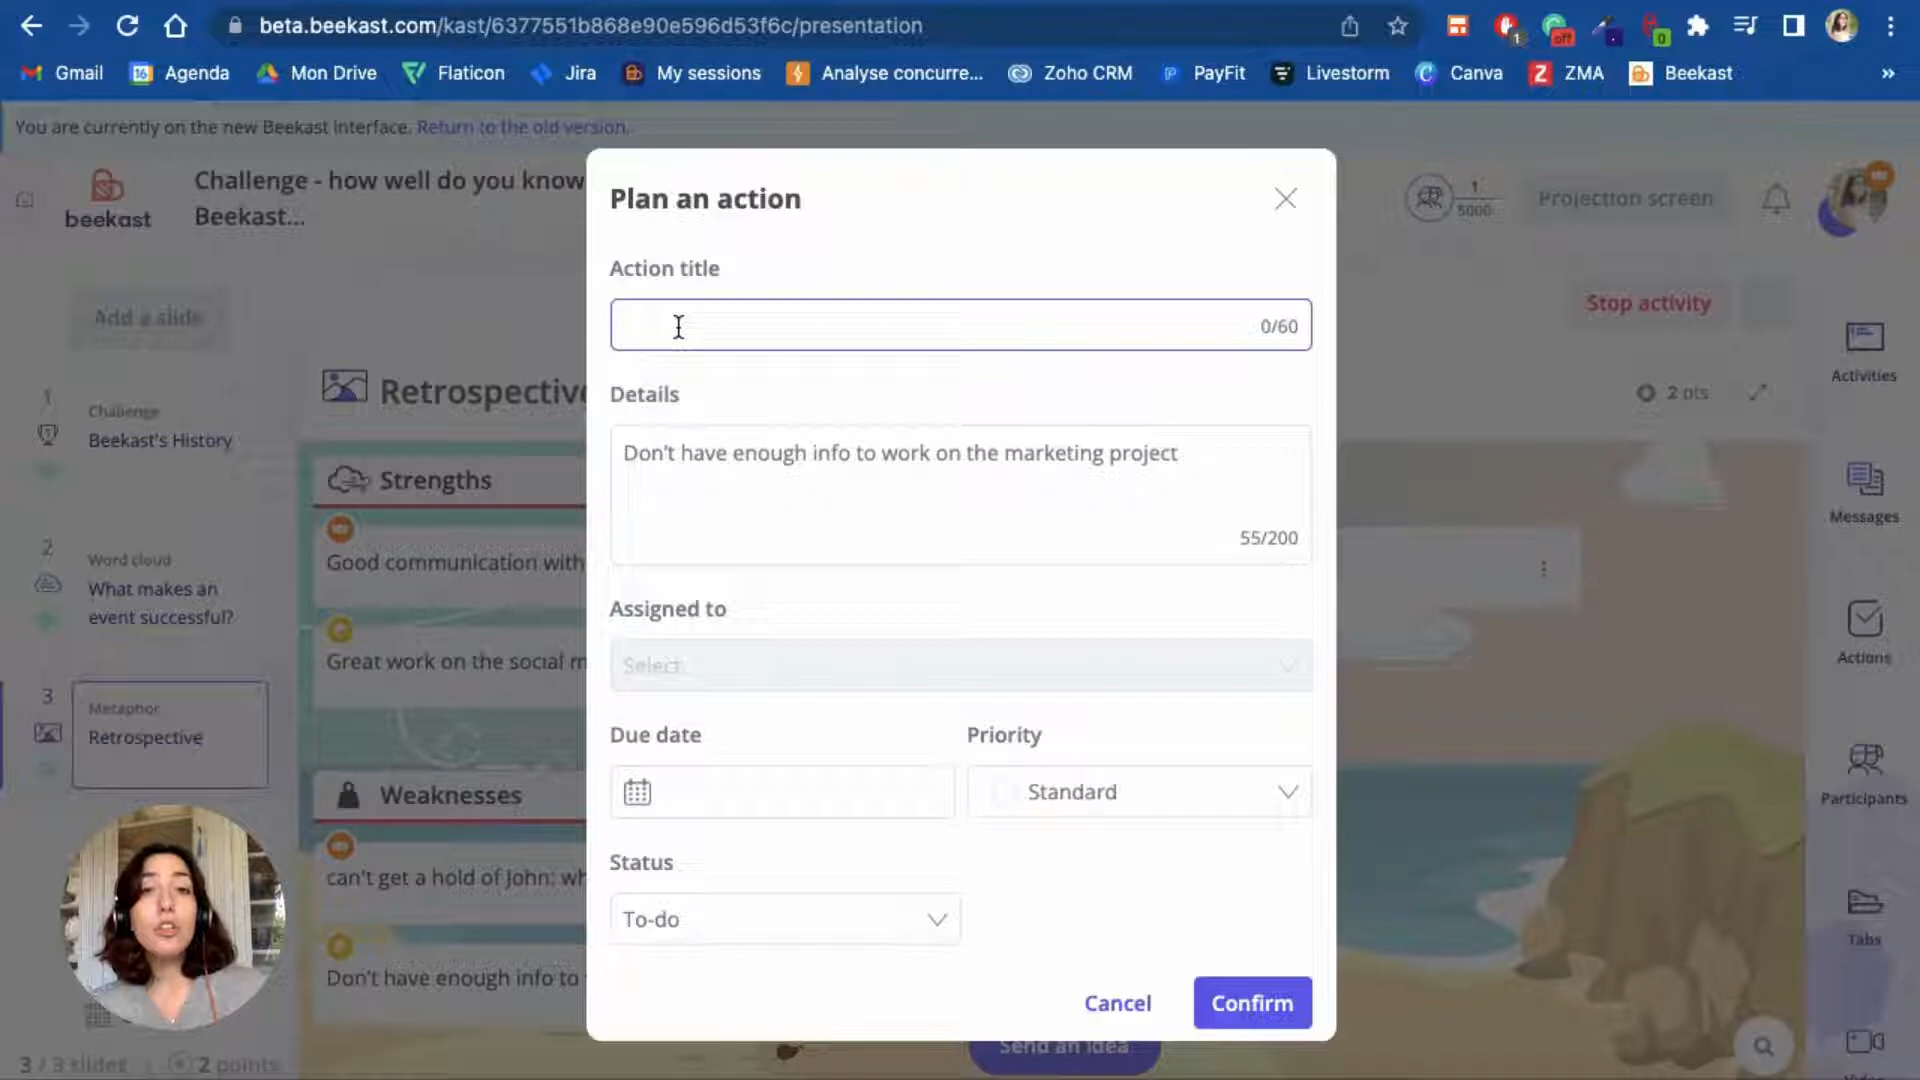 beta.beekast.com/kast/6377551b868e90e596d53f6c/presentation
1
off
0
Gmail
16
Agenda
Mon Drive
Flaticon
Jira
My sessions
Analyse concurre...
Zoho CRM
PayFit
Livestorm
Canva
ZMA
Beekast
»
You are currently on the new Beekast interface. Return to the old version.
beekast
Challenge - how well do you know
Beekast...
1
5000
Projection screen
Add a slide
Stop activity
1
Challenge
Beekast's History
2
Word cloud
What makes an
event successful?
3
Metaphor
Retrospective
3 / 3 slides
2 points
Retrospective
2 pts
Strengths
Good communication with
Great work on the social m
Weaknesses
can't get a hold of John: wh
Don't have enough info to
Plan an action
Action title
0/60
Details
Don't have enough info to work on the marketing project
55/200
Assigned to
Select
Due date
Priority
Standard
Status
To-do
Cancel
Confirm
Send an idea
Activities
Messages
Actions
Participants
Tabs
Video